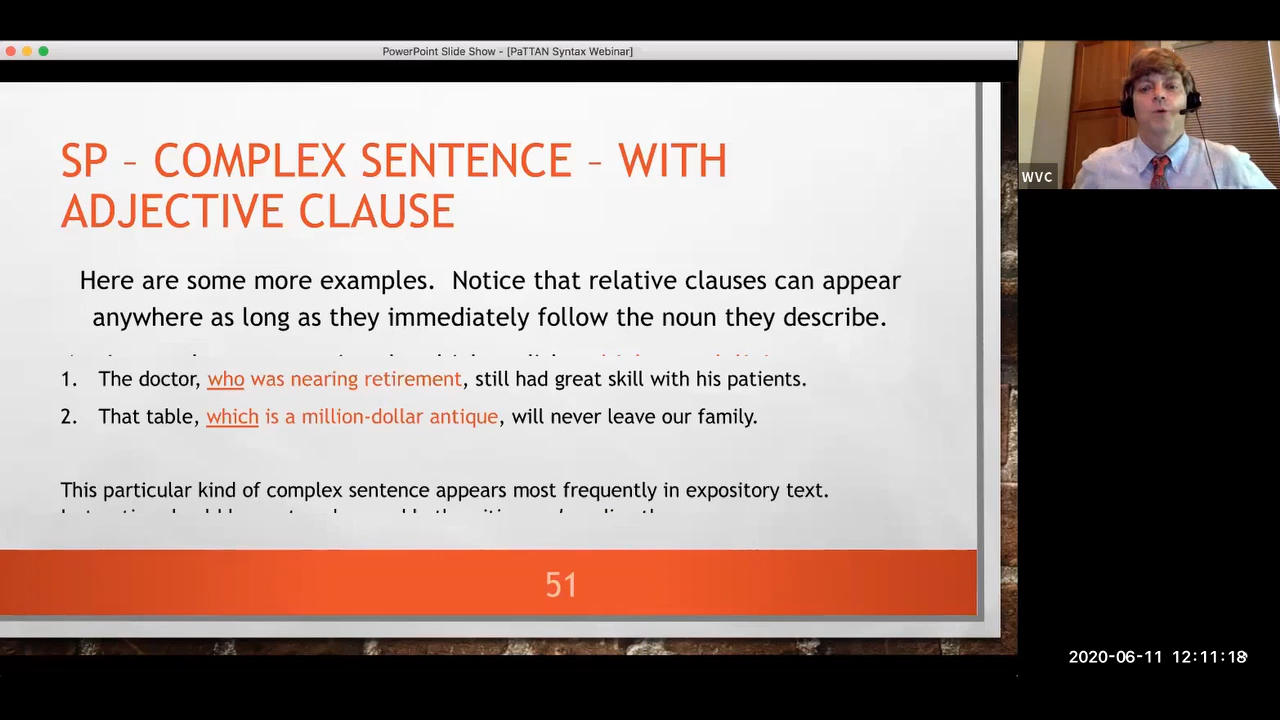 PowerPoint Slide Show - [PaTTAN Syntax Webinar]
SP – COMPLEX SENTENCE – WITH
ADJECTIVE CLAUSE
Here are some more examples. Notice that relative clauses can appear
anywhere as long as they immediately follow the noun they describe.
1. The doctor, who was nearing retirement, still had great skill with his patients.
2. That table, which is a million-dollar antique, will never leave our family.
This particular kind of complex sentence appears most frequently in expository text.
51
WVC
2020-06-11 12:11:18